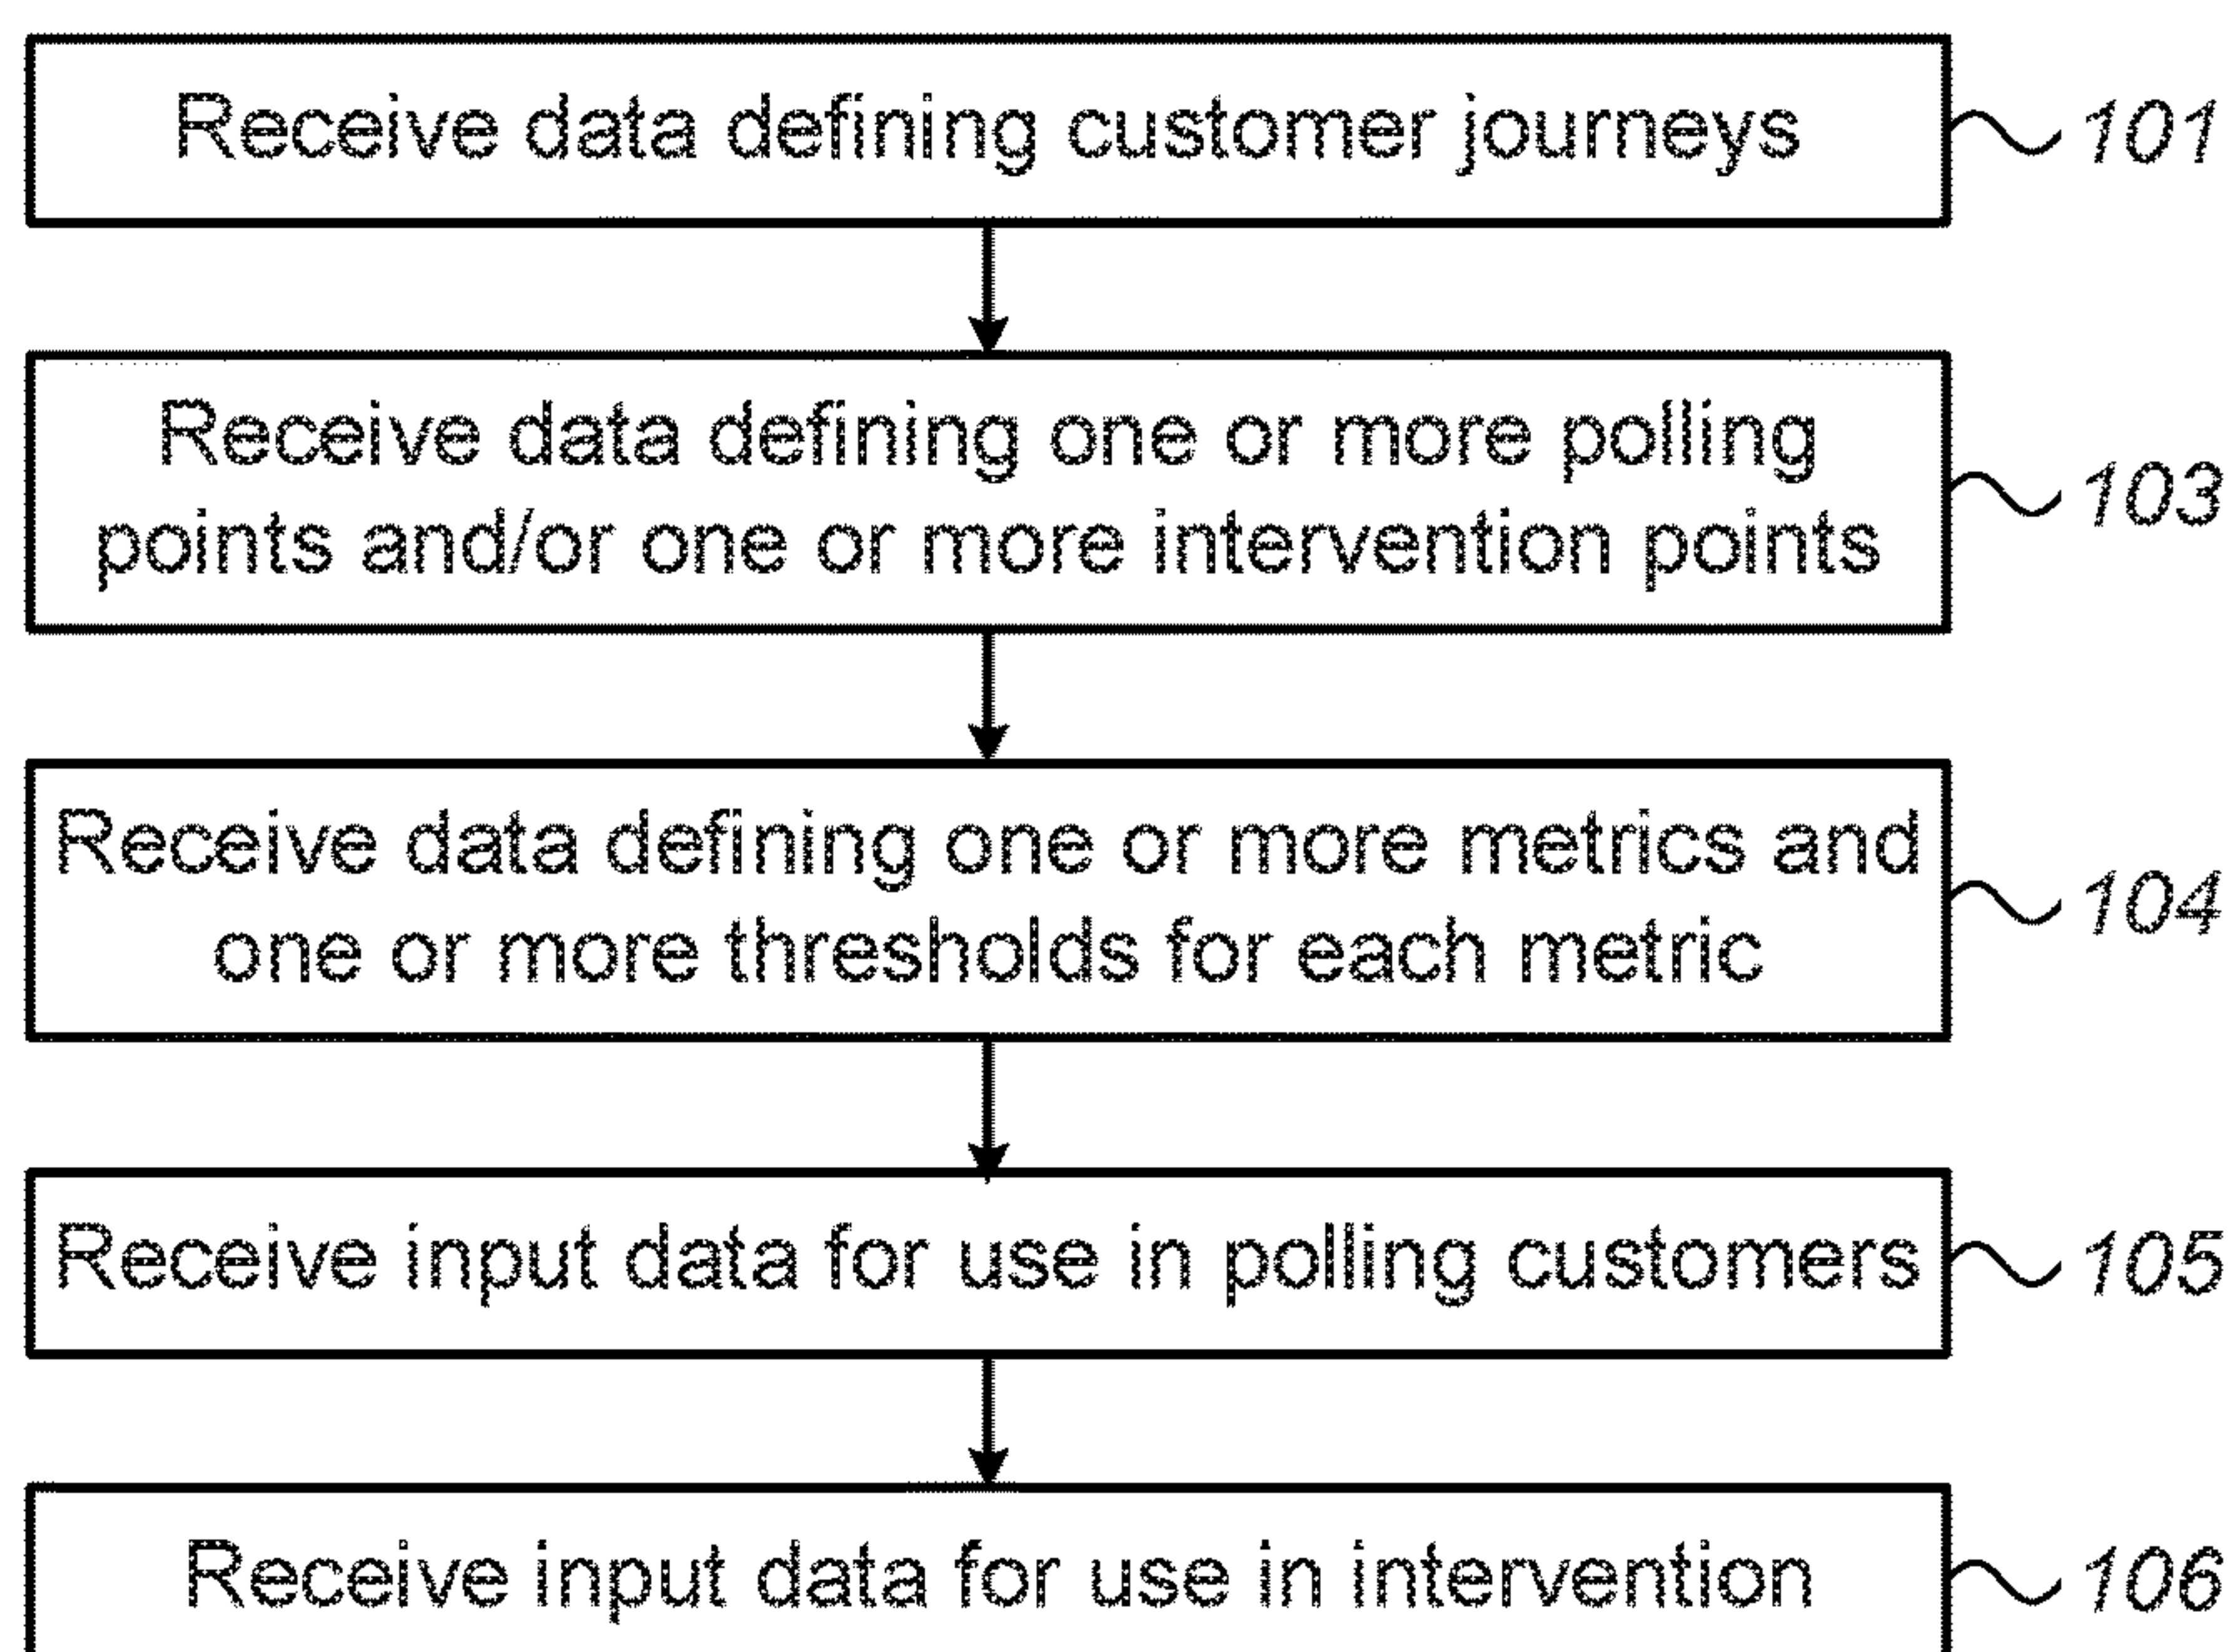 Receive data defining customer journeys
101
Receive data defining one or more polling
points and/or one or more intervention points
103
Receive data defining one or more metrics and
one or more thresholds for each metric
104
Receive input data for use in polling customers
105
Receive input data for use in intervention
106